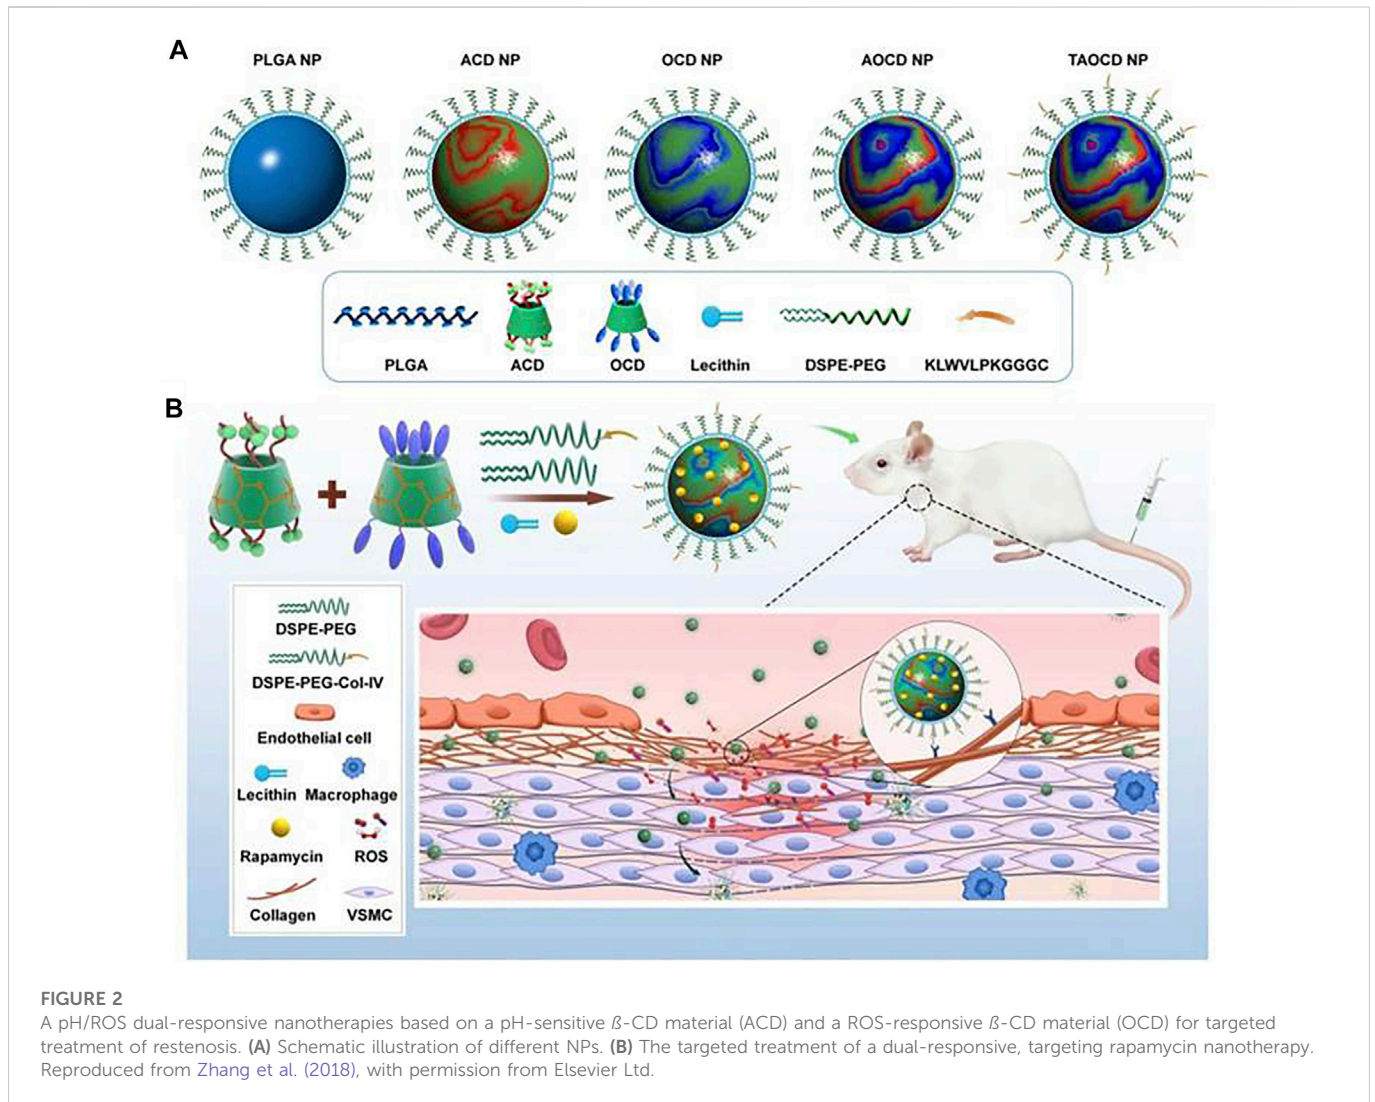 A
PLGA NP
ACD NP
OCD NP
AOCD NP
TAOCD NP
PLGA
ACD
OCD
Lecithin
DSPE-PEG
KLWVLPKGGGC
B
DSPE-PEG
DSPE-PEG-Col-IV
Endothelial cell
Lecithin Macrophage
Rapamycin ROS
Collagen VSMC
FIGURE 2
A pH/ROS dual-responsive nanotherapies based on a pH-sensitive ß-CD material (ACD) and a ROS-responsive ß-CD material (OCD) for targeted
treatment of restenosis. (A) Schematic illustration of different NPs. (B) The targeted treatment of a dual-responsive, targeting rapamycin nanotherapy.
Reproduced from Zhang et al. (2018), with permission from Elsevier Ltd.